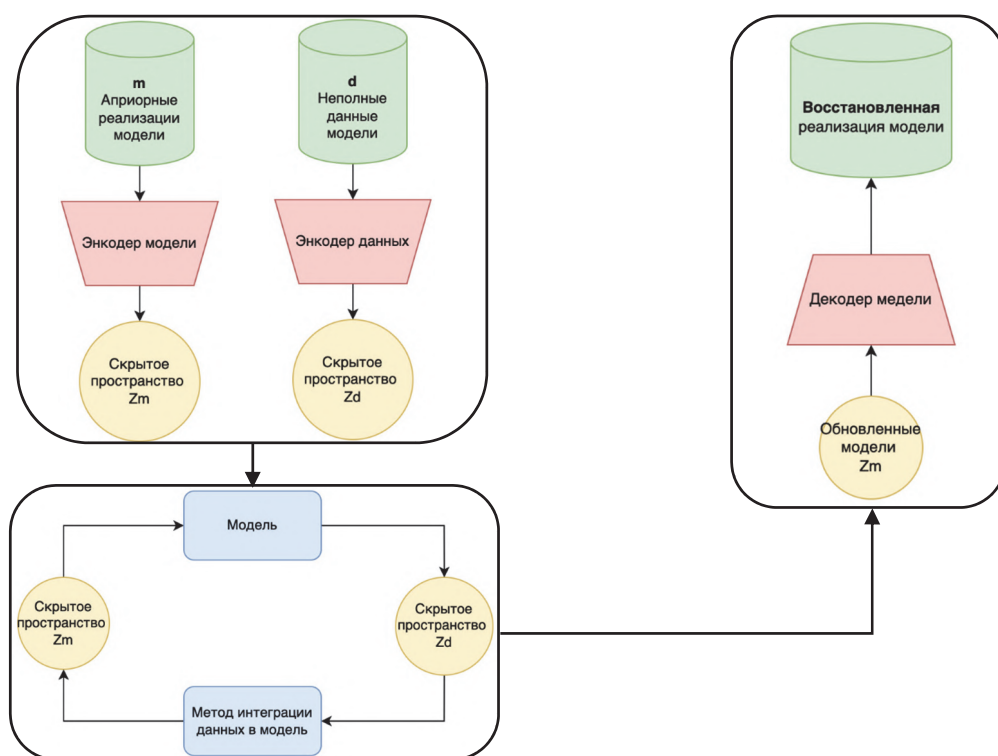 m
Априорные
реализации
модели
d
Неполные
данные
модели
Энкодер модели
Энкодер данных
Скрытое
пространство
Zm
Скрытое
пространство
Zd
Модель
Скрытое
пространство
Zm
Скрытое
пространство
Zd
Метод интеграции
данных в модель
Восстановленная
реализация модели
Декодер медели
Обновленные
модели
Zm